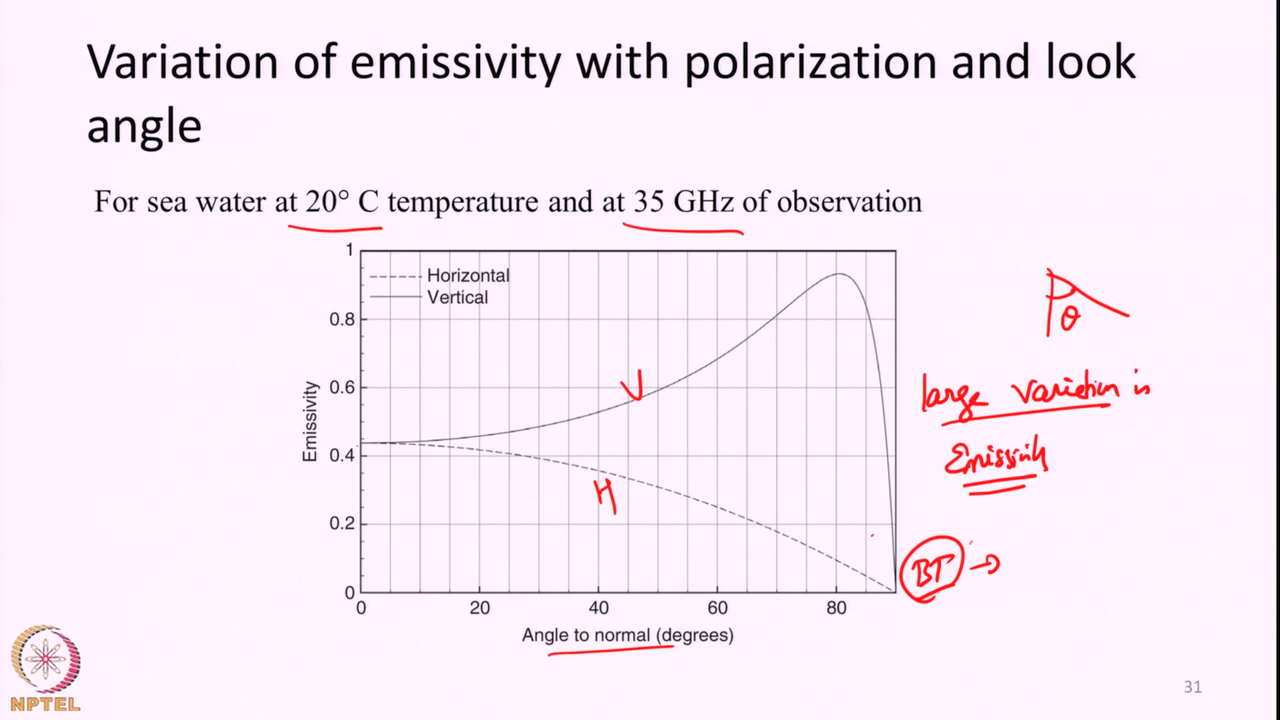 Variation of emissivity with polarization and look
angle
For sea water at 20° C temperature and at 35 GHz of observation
1
0.8
0.6
0.4
0.2
0
Emissivity
Horizontal
Vertical
V
H
0 20 40 60 80
Angle to normal (degrees)
θ
large variation in
Emissivity
BT →
NPTEL
31